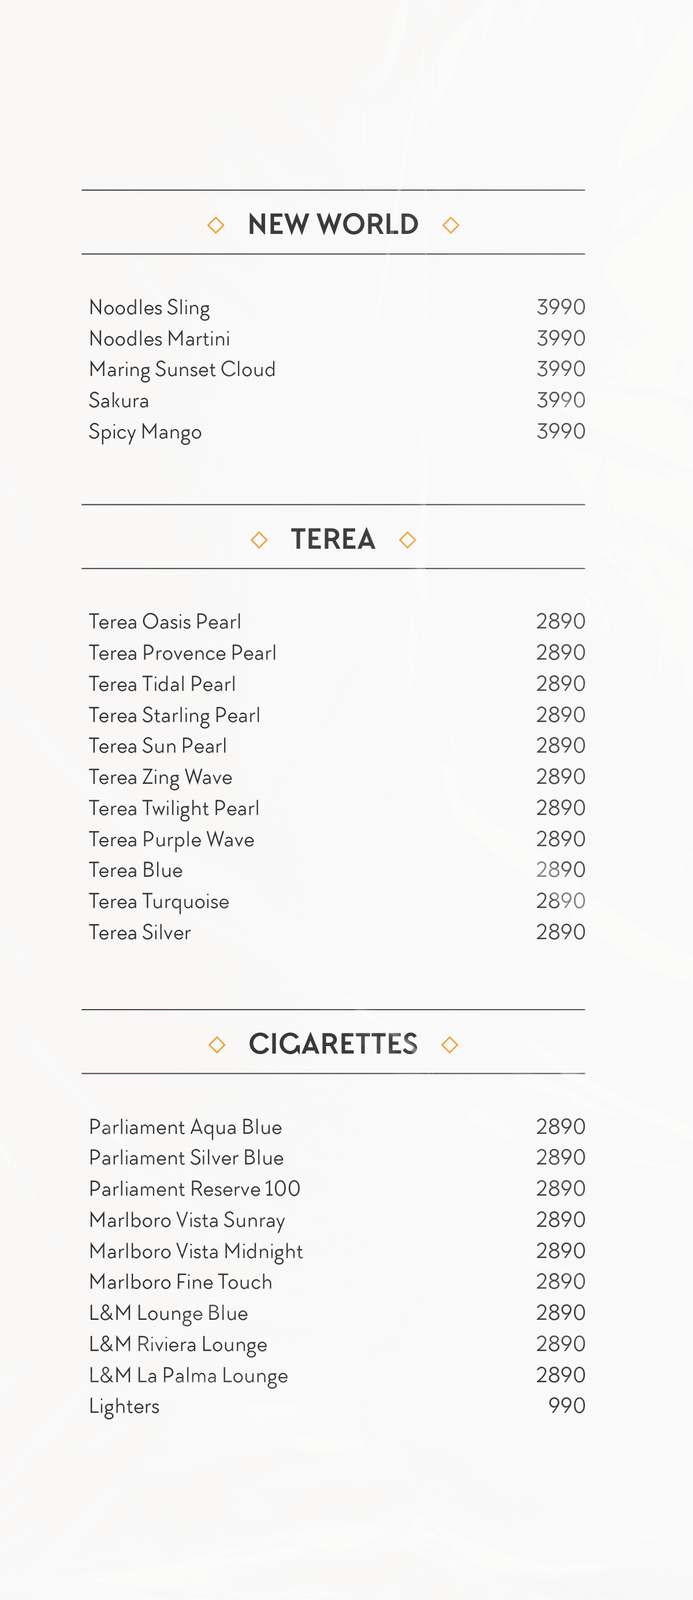 NEW WORLD
Noodles Sling 3990
Noodles Martini 3990
Maring Sunset Cloud 3990
Sakura 3990
Spicy Mango 3990
TEREA
Terea Oasis Pearl 2890
Terea Provence Pearl 2890
Terea Tidal Pearl 2890
Terea Starling Pearl 2890
Terea Sun Pearl 2890
Terea Zing Wave 2890
Terea Twilight Pearl 2890
Terea Purple Wave 2890
Terea Blue 2890
Terea Turquoise 2890
Terea Silver 2890
CIGARETTES
Parliament Aqua Blue 2890
Parliament Silver Blue 2890
Parliament Reserve 100 2890
Marlboro Vista Sunray 2890
Marlboro Vista Midnight 2890
Marlboro Fine Touch 2890
L&M Lounge Blue 2890
L&M Riviera Lounge 2890
L&M La Palma Lounge 2890
Lighters 990